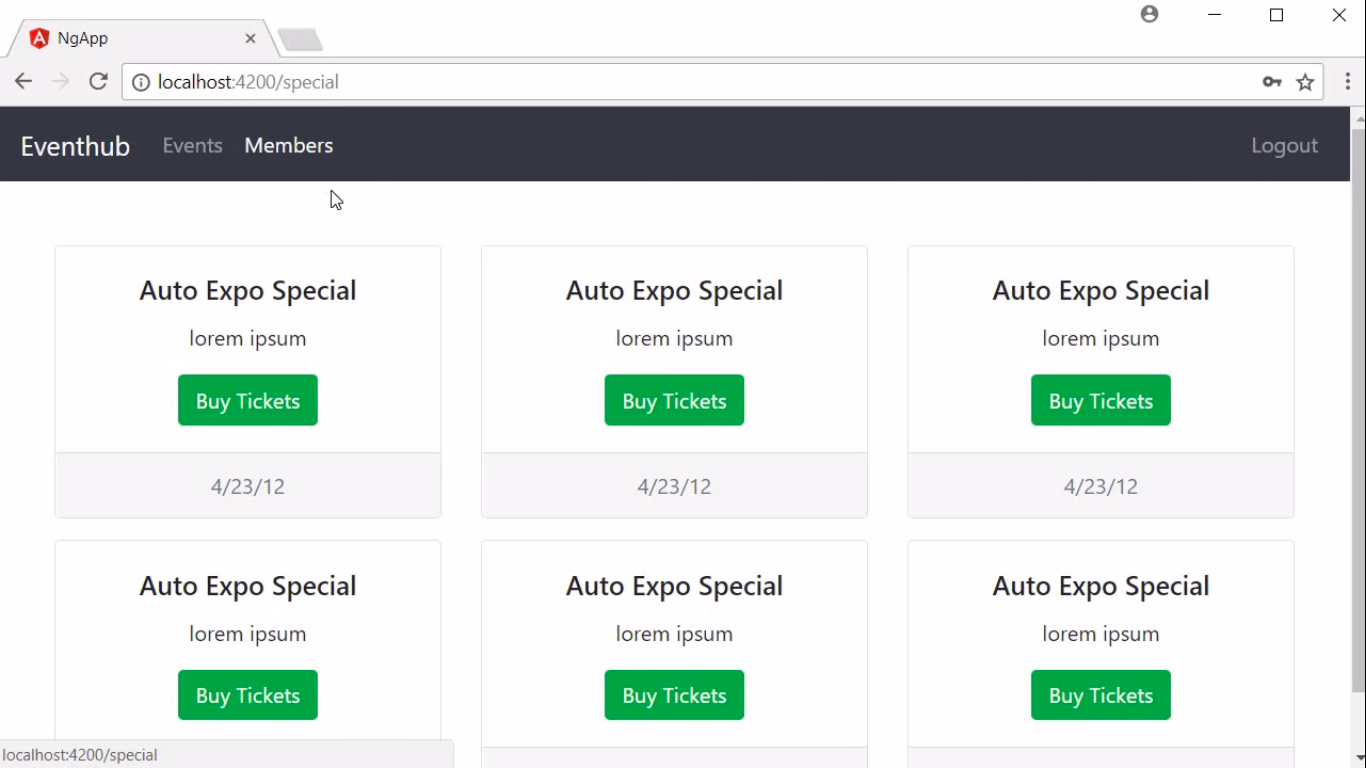 NgApp
localhost:4200/special
Eventhub Events Members Logout
Auto Expo Special Auto Expo Special Auto Expo Special
lorem ipsum lorem ipsum lorem ipsum
Buy Tickets Buy Tickets Buy Tickets
4/23/12 4/23/12 4/23/12
Auto Expo Special Auto Expo Special Auto Expo Special
lorem ipsum lorem ipsum lorem ipsum
Buy Tickets Buy Tickets Buy Tickets
localhost:4200/special